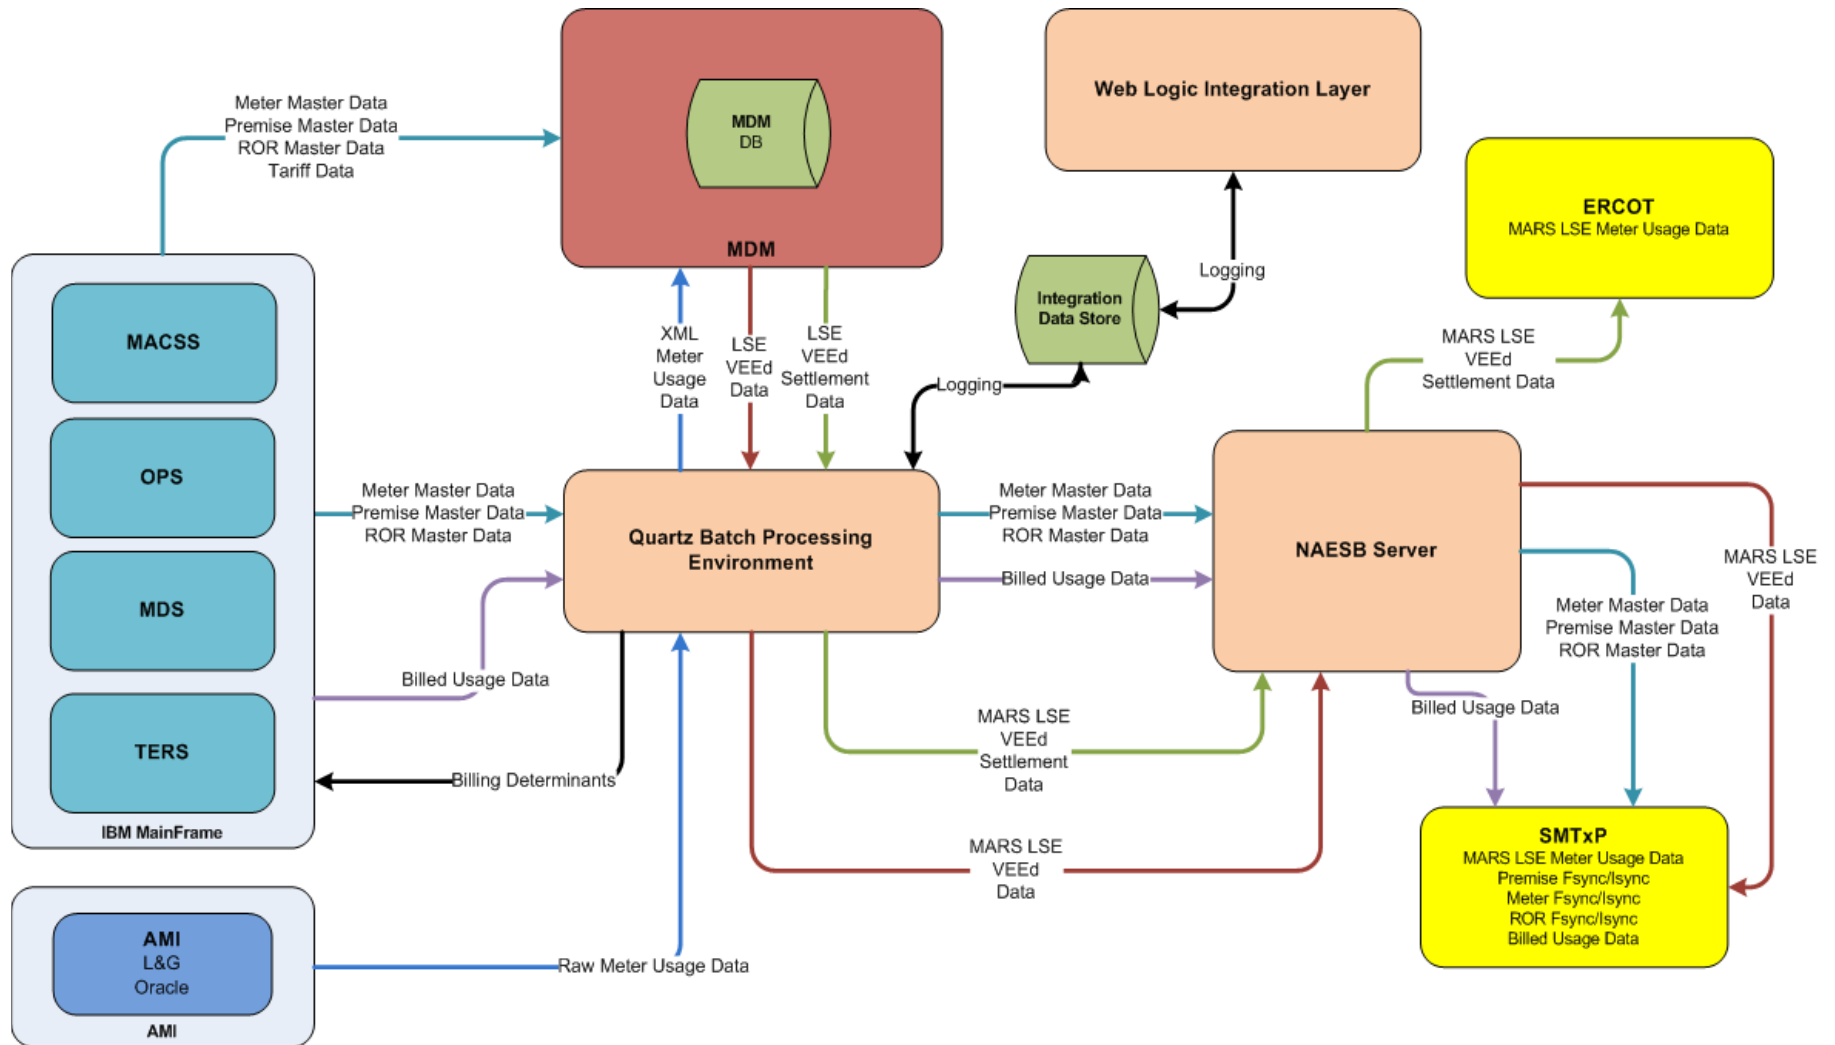 Meter Master Data
Premise Master Data
ROR Master Data
Tariff Data
MDM
DB
MDM
Web Logic Integration Layer
ERCOT
MARS LSE Meter Usage Data
Logging
Integration
Data Store
Logging
MACSS
OPS
MDS
TERS
IBM MainFrame
XML
Meter
Usage
Data
LSE
VEEd
Data
LSE
VEEd
Settlement
Data
MARS LSE
VEEd
Settlement Data
Meter Master Data
Premise Master Data
ROR Master Data
Quartz Batch Processing
Environment
Meter Master Data
Premise Master Data
ROR Master Data
Billed Usage Data
NAESB Server
MARS LSE
VEEd
Data
Meter Master Data
Premise Master Data
ROR Master Data
Billed Usage Data
Billed Usage Data
MARS LSE
VEEd
Settlement
Data
Billing Determinants
MARS LSE
VEEd
Data
SMTxP
MARS LSE Meter Usage Data
Premise Fsync/Isync
Meter Fsync/Isync
ROR Fsync/Isync
Billed Usage Data
AMI
L&G
Oracle
AMI
Raw Meter Usage Data